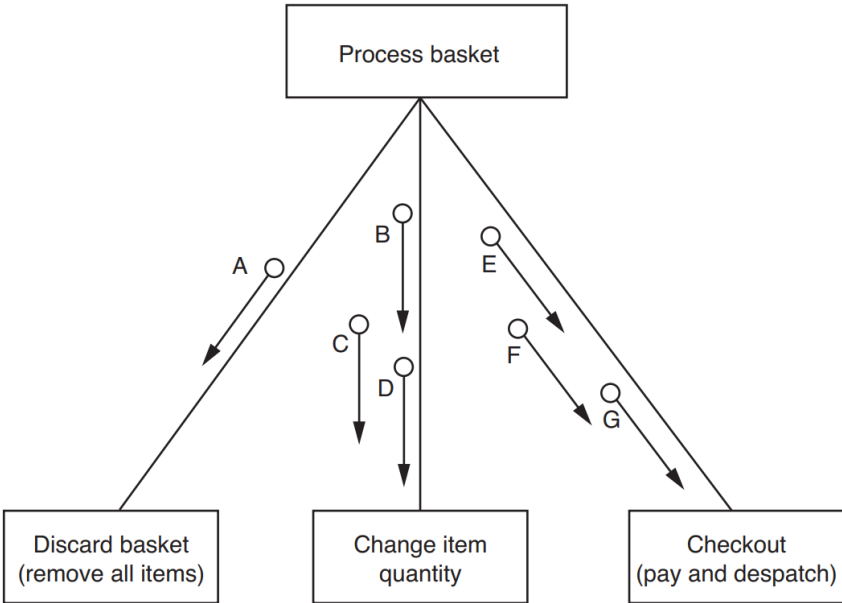 Process basket
A
B
E
C
F
D
G
Discard basket
(remove all items)
Change item
quantity
Checkout
(pay and despatch)